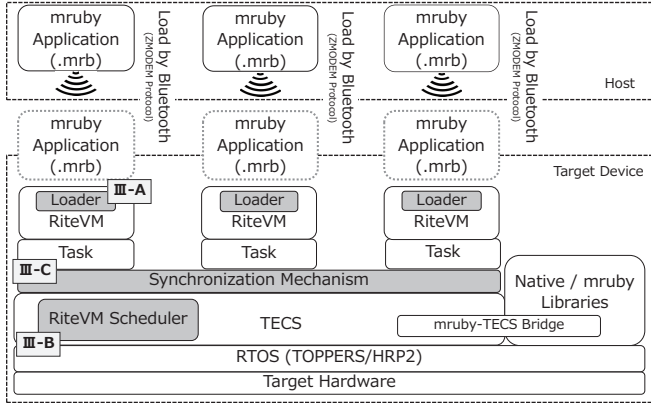 mruby
Application
(.mrb)
Load by Bluetooth
(ZMODEM Protocol)
mruby
Application
(.mrb)
Load by Bluetooth
(ZMODEM Protocol)
mruby
Application
(.mrb)
Load by Bluetooth
(ZMODEM Protocol)
Host
mruby
Application
(.mrb)
mruby
Application
(.mrb)
mruby
Application
(.mrb)
Target Device
Loader
RiteVM
III-A
Loader
RiteVM
Loader
RiteVM
Task
Task
Task
III-C
Synchronization Mechanism
Native / mruby
Libraries
RiteVM Scheduler
TECS
mruby-TECS Bridge
III-B
RTOS (TOPPERS/HRP2)
Target Hardware